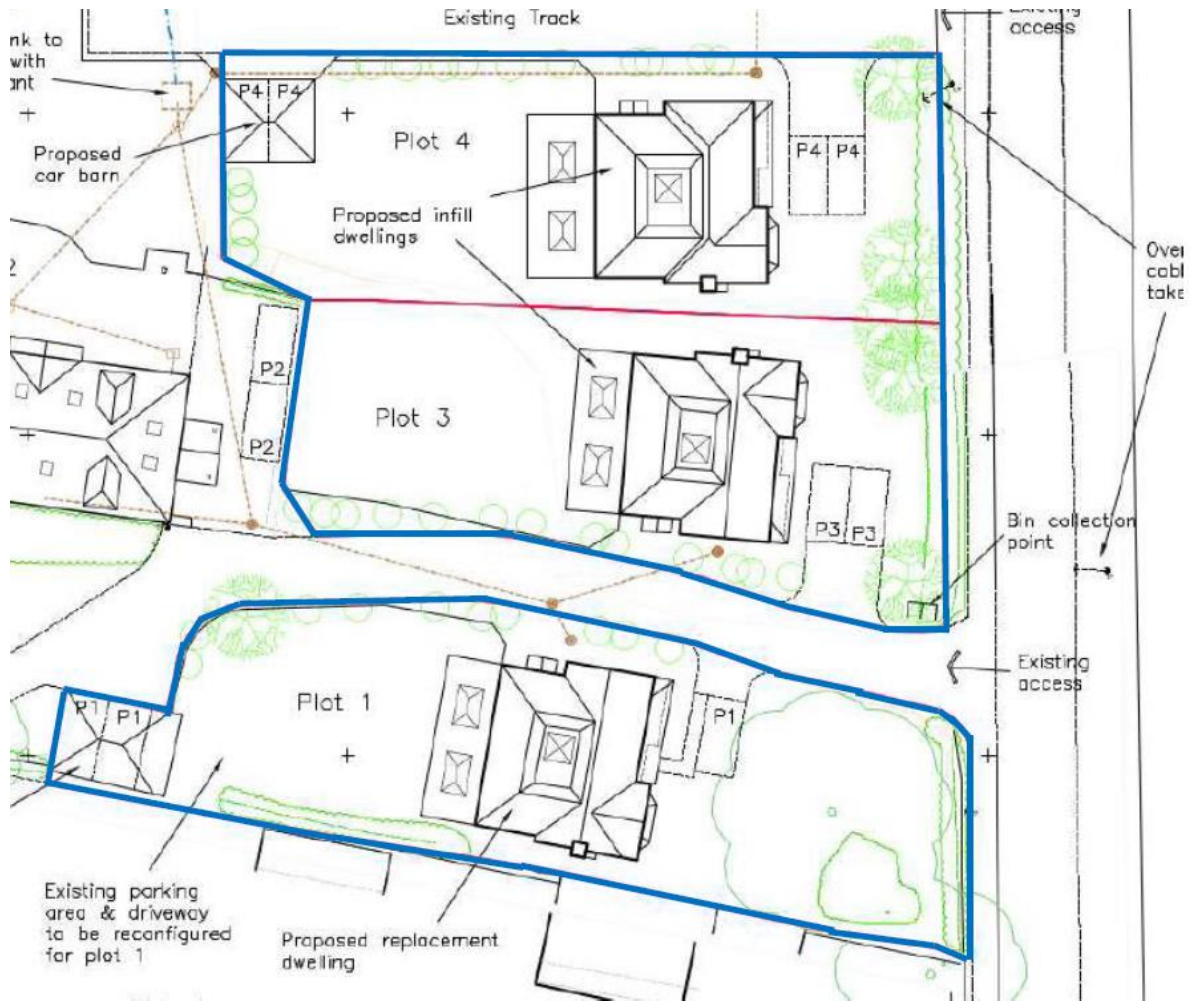 Existing Track
access
nk to
with
ant
P4 P4
Plot 4
Proposed
car barn
P4 P4
Proposed infill
dwellings
Over
cabl
take
2
P2
Plot 3
P2
P3 P3
Bin collection
point
Existing
access
P1 P1
Plot 1
P1
Existing parking
area & driveway
to be reconfigured
for plot 1
Proposed replacement
dwelling